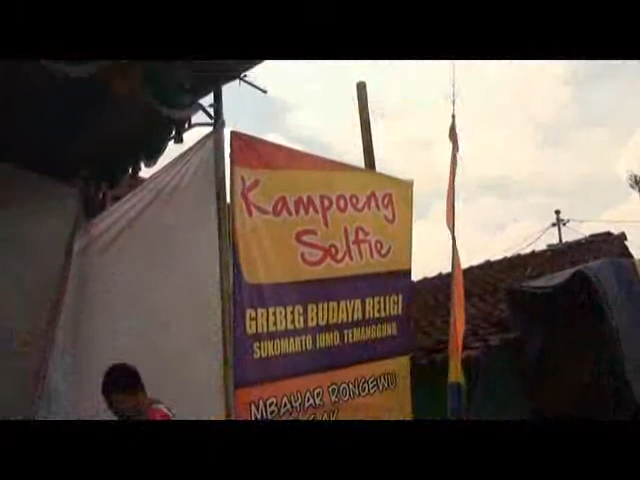 Kampoeng
Selfie
GREBEG BUDAYA RELIGI
SUKOMARTO, JUMO, TEMANGGUNG
MBAYAR RONGEWU